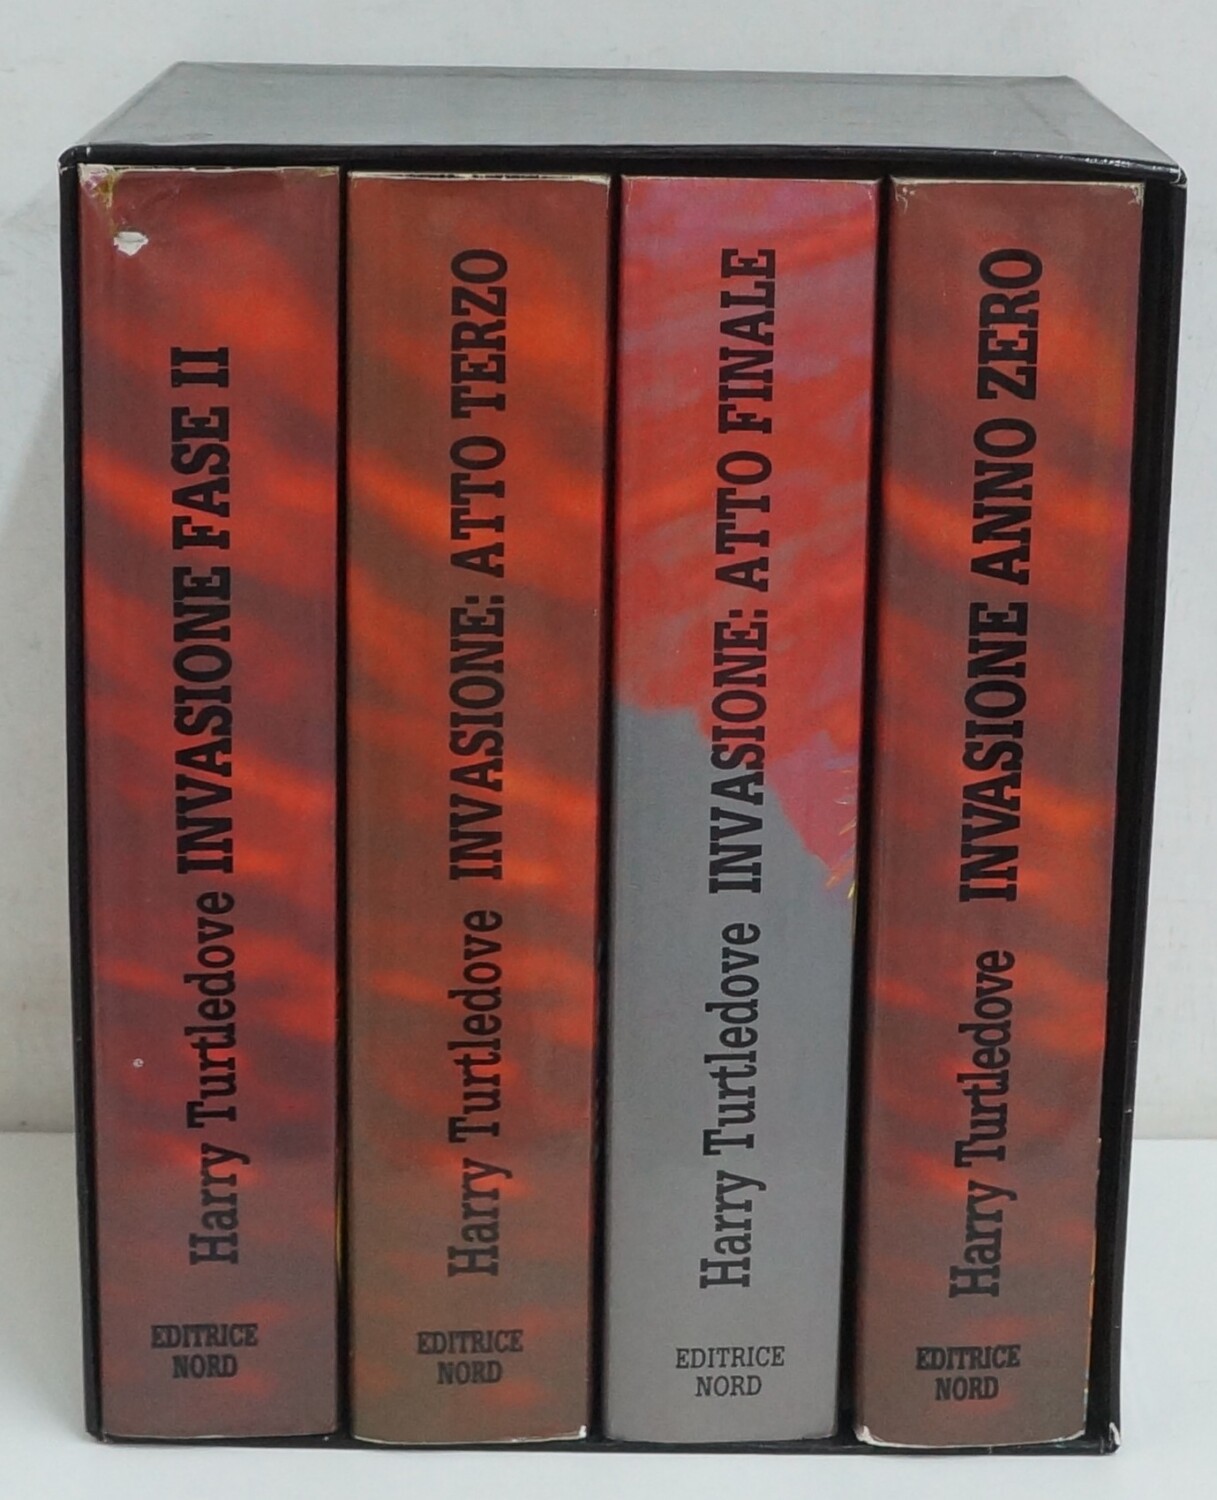 Harry Turtledove INVASIONE FASE II
EDITRICE
NORD
Harry Turtledove INVASIONE: ATTO TERZO
EDITRICE
NORD
Harry Turtledove INVASIONE: ATTO FINALE
EDITRICE
NORD
Harry Turtledove INVASIONE ANNO ZERO
EDITRICE
NORD